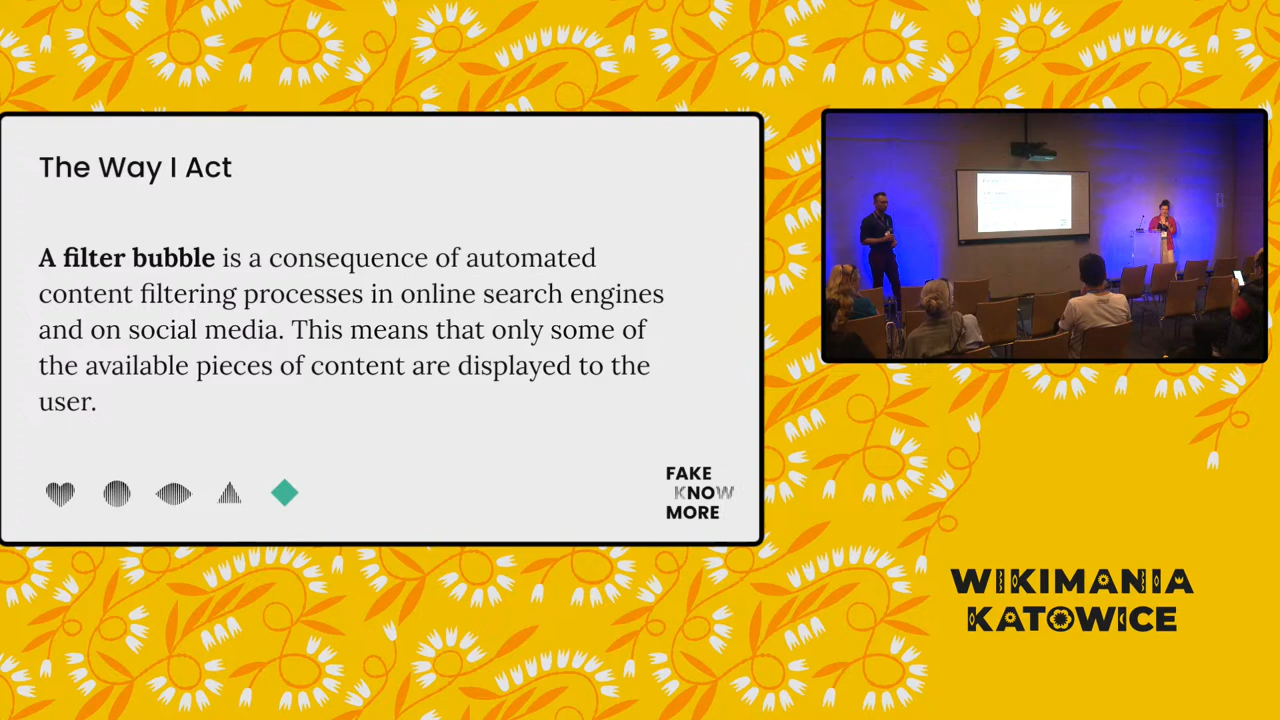 The Way I Act
A filter bubble is a consequence of automated
content filtering processes in online search engines
and on social media. This means that only some of
the available pieces of content are displayed to the
user.
FAKE
KNOW
MORE
WIKIMANIA
KATOWICE